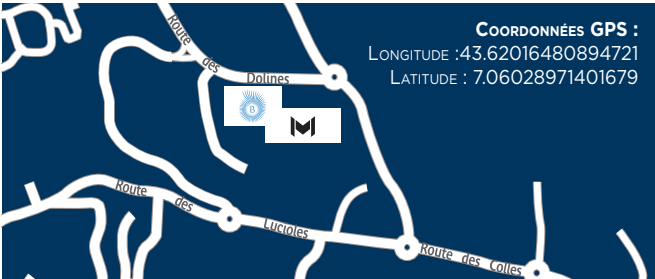 COORDONNÉES GPS :
LONGITUDE :43.62016480894721
LATITUDE : 7.06028971401679
Route des Dolines
B
M
Route des Lucioles
Route des Colles